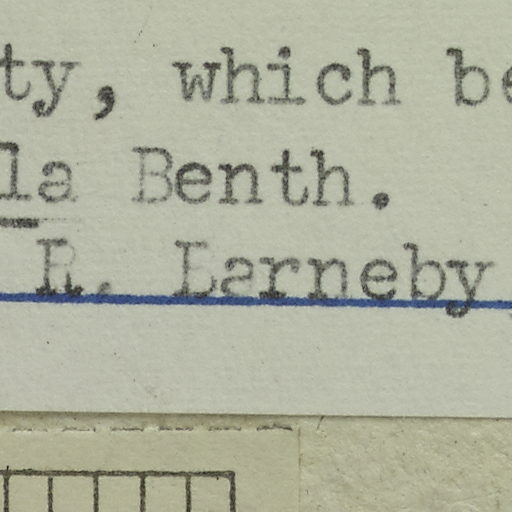 ty, which be
la Benth.
R. Barneby